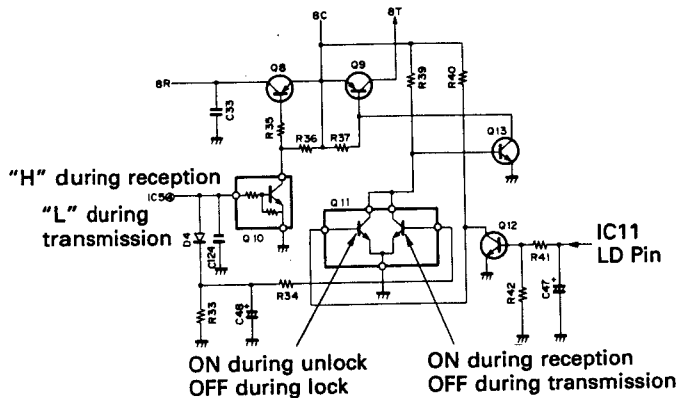 8C
8T
Q8
Q9
8R
R39
R40
C33
R35
R36
R37
Q13
"H" during reception
IC5
"L" during
transmission
Q10
Q11
Q12
IC11
LD Pin
D4
C124
R41
R34
R42
C47
R33
C48
ON during unlock
OFF during lock
ON during reception
OFF during transmission